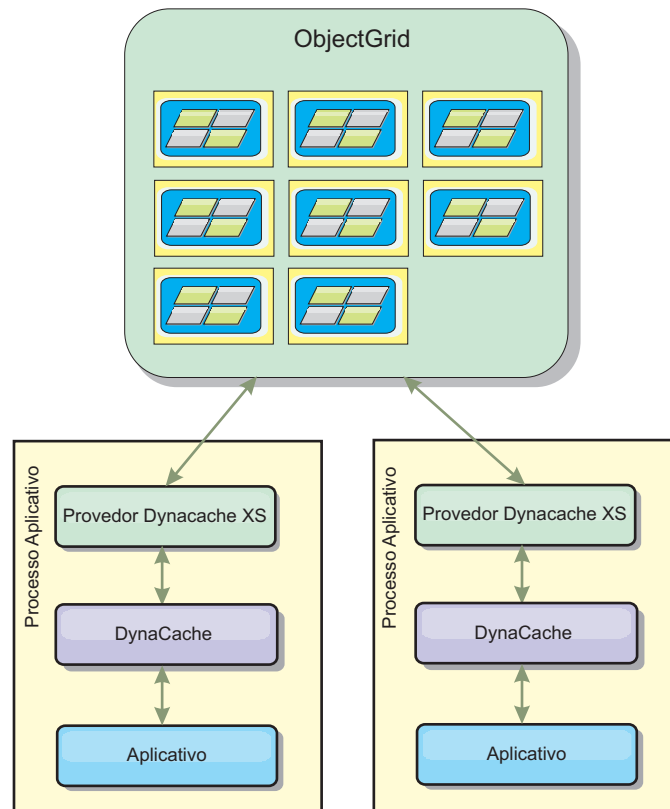 ObjectGrid
Processo Aplicativo
Provedor Dynacache XS
DynaCache
Aplicativo
Processo Aplicativo
Provedor Dynacache XS
DynaCache
Aplicativo